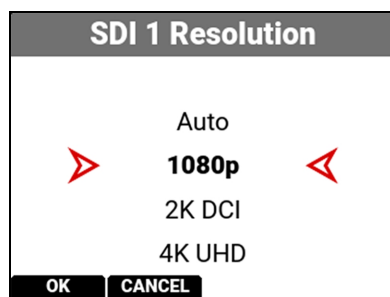 SDI 1 Resolution
Auto
1080p
2K DCI
4K UHD
OK CANCEL